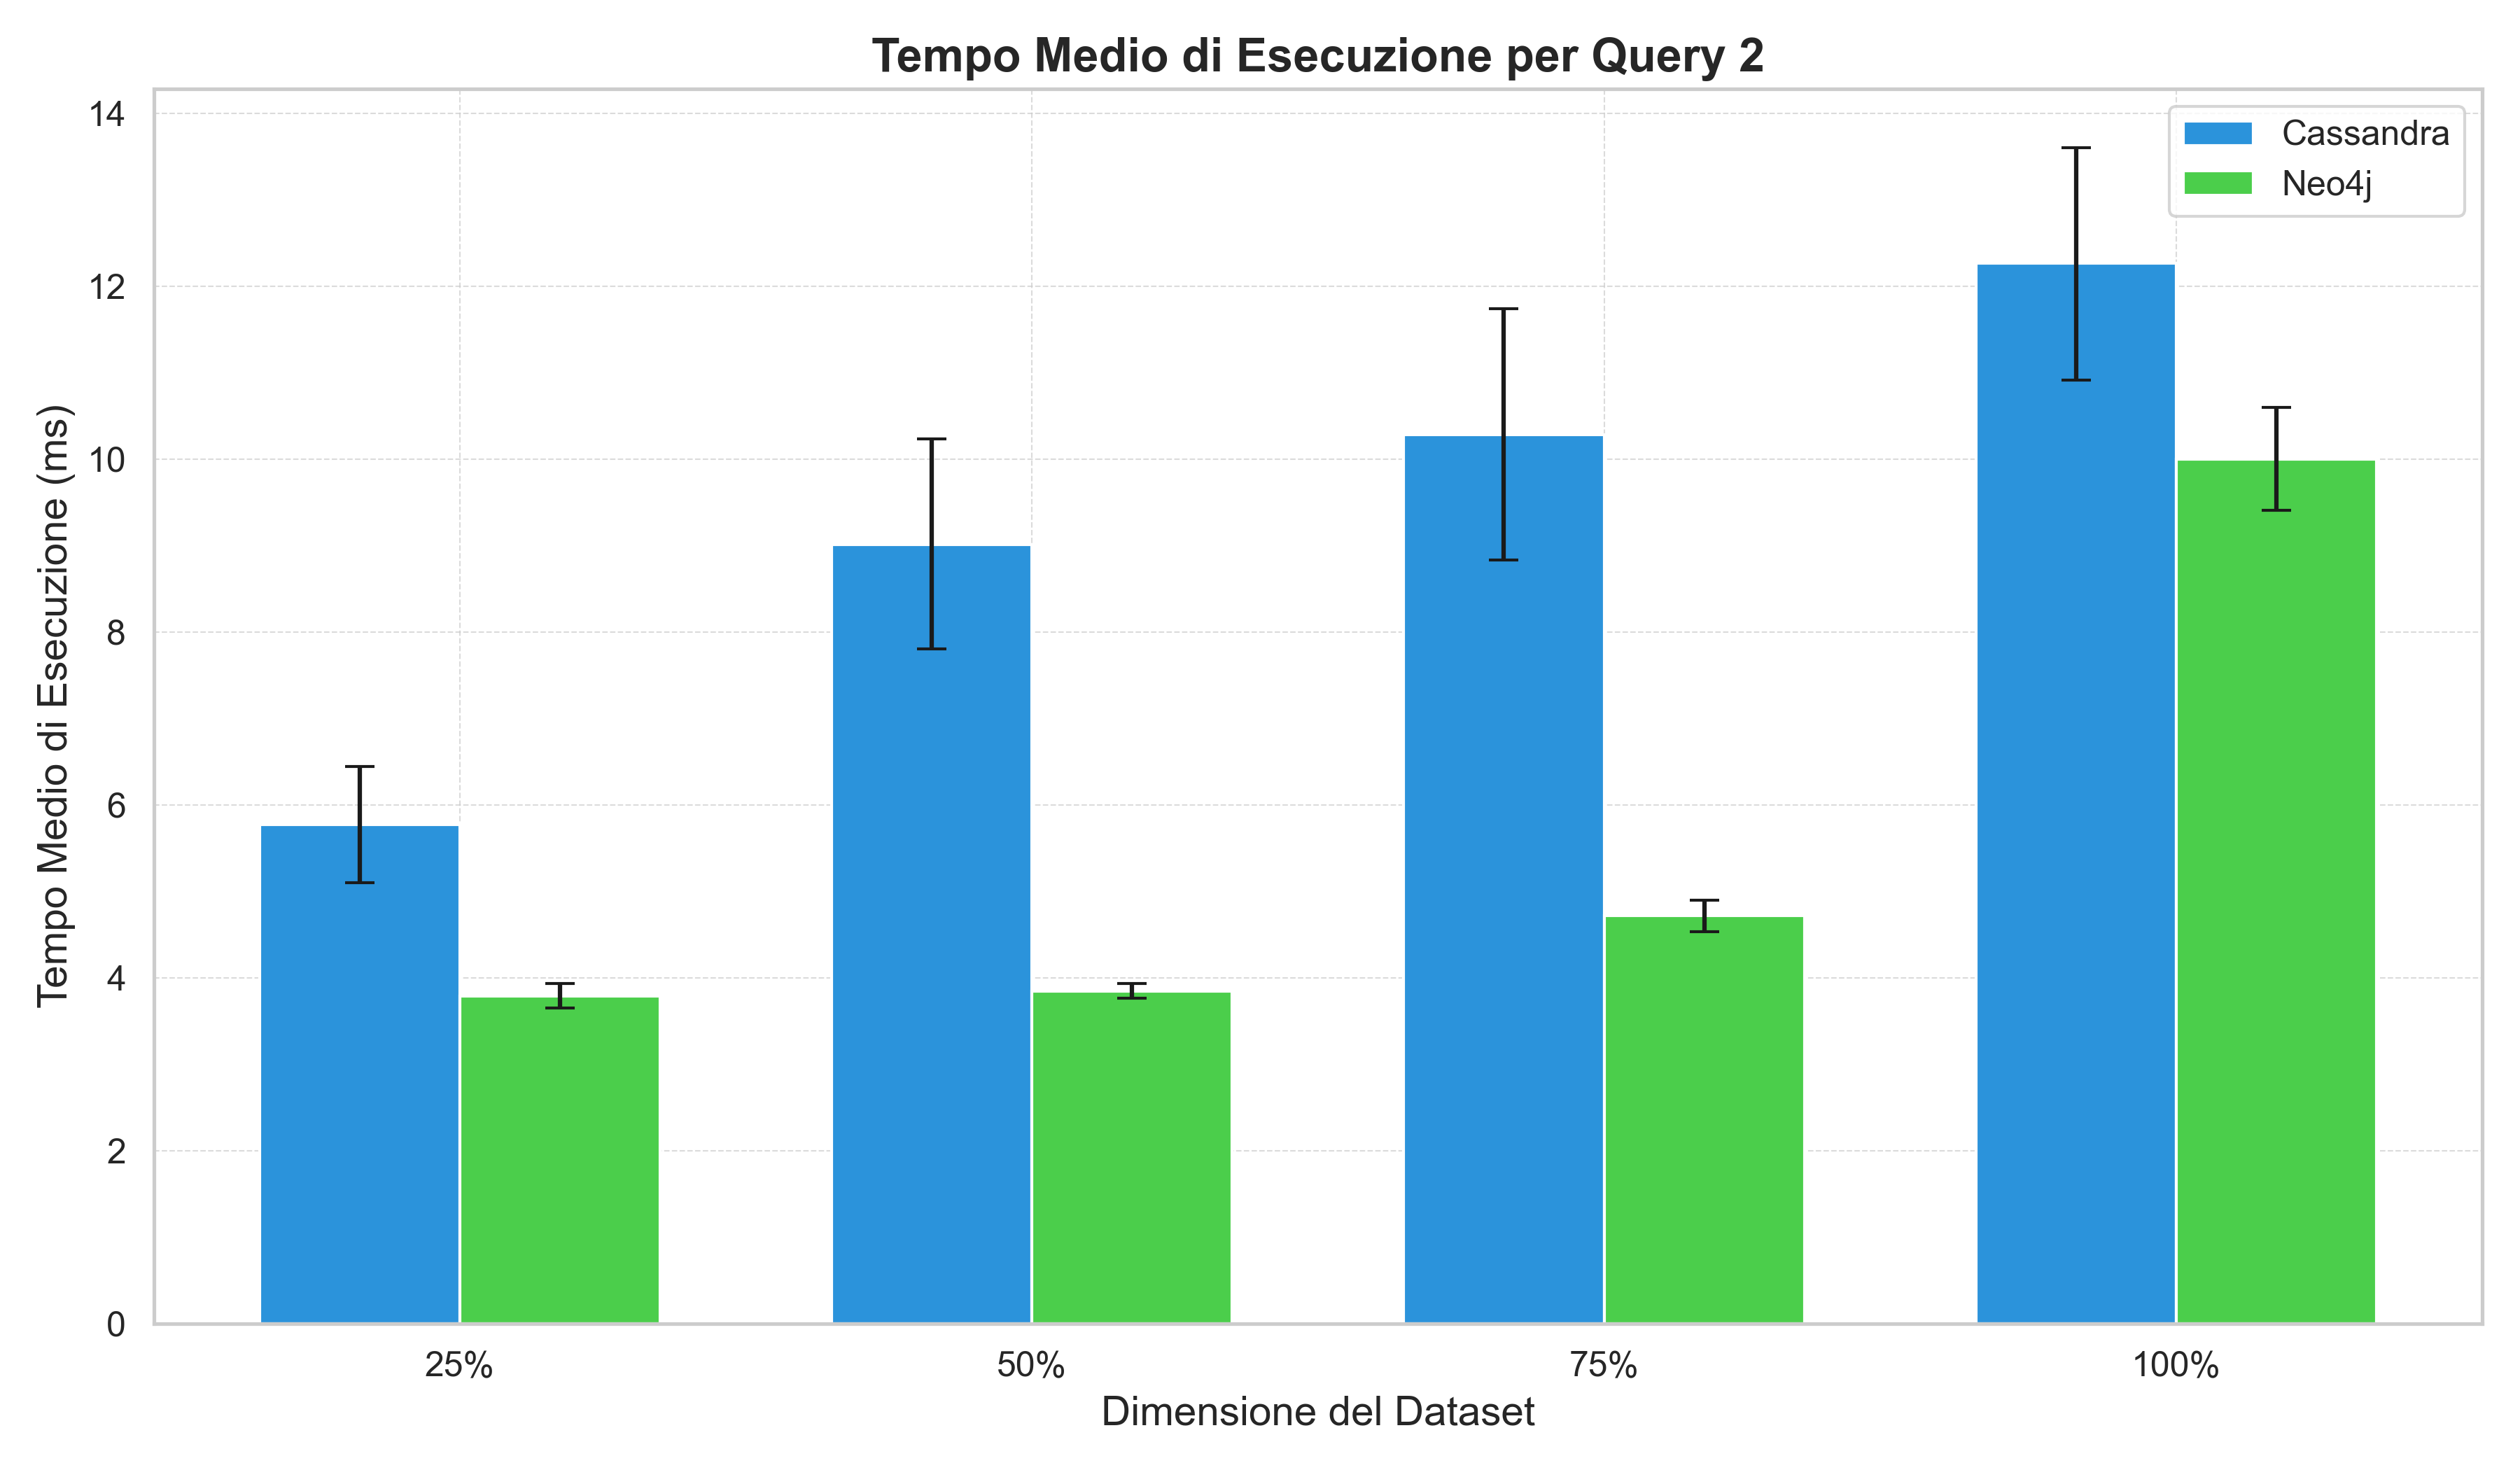 Tempo Medio di Esecuzione per Query 2
Cassandra
Neo4j
Tempo Medio di Esecuzione (ms)
14
12
10
8
6
4
2
0
25% 50% 75% 100%
Dimensione del Dataset